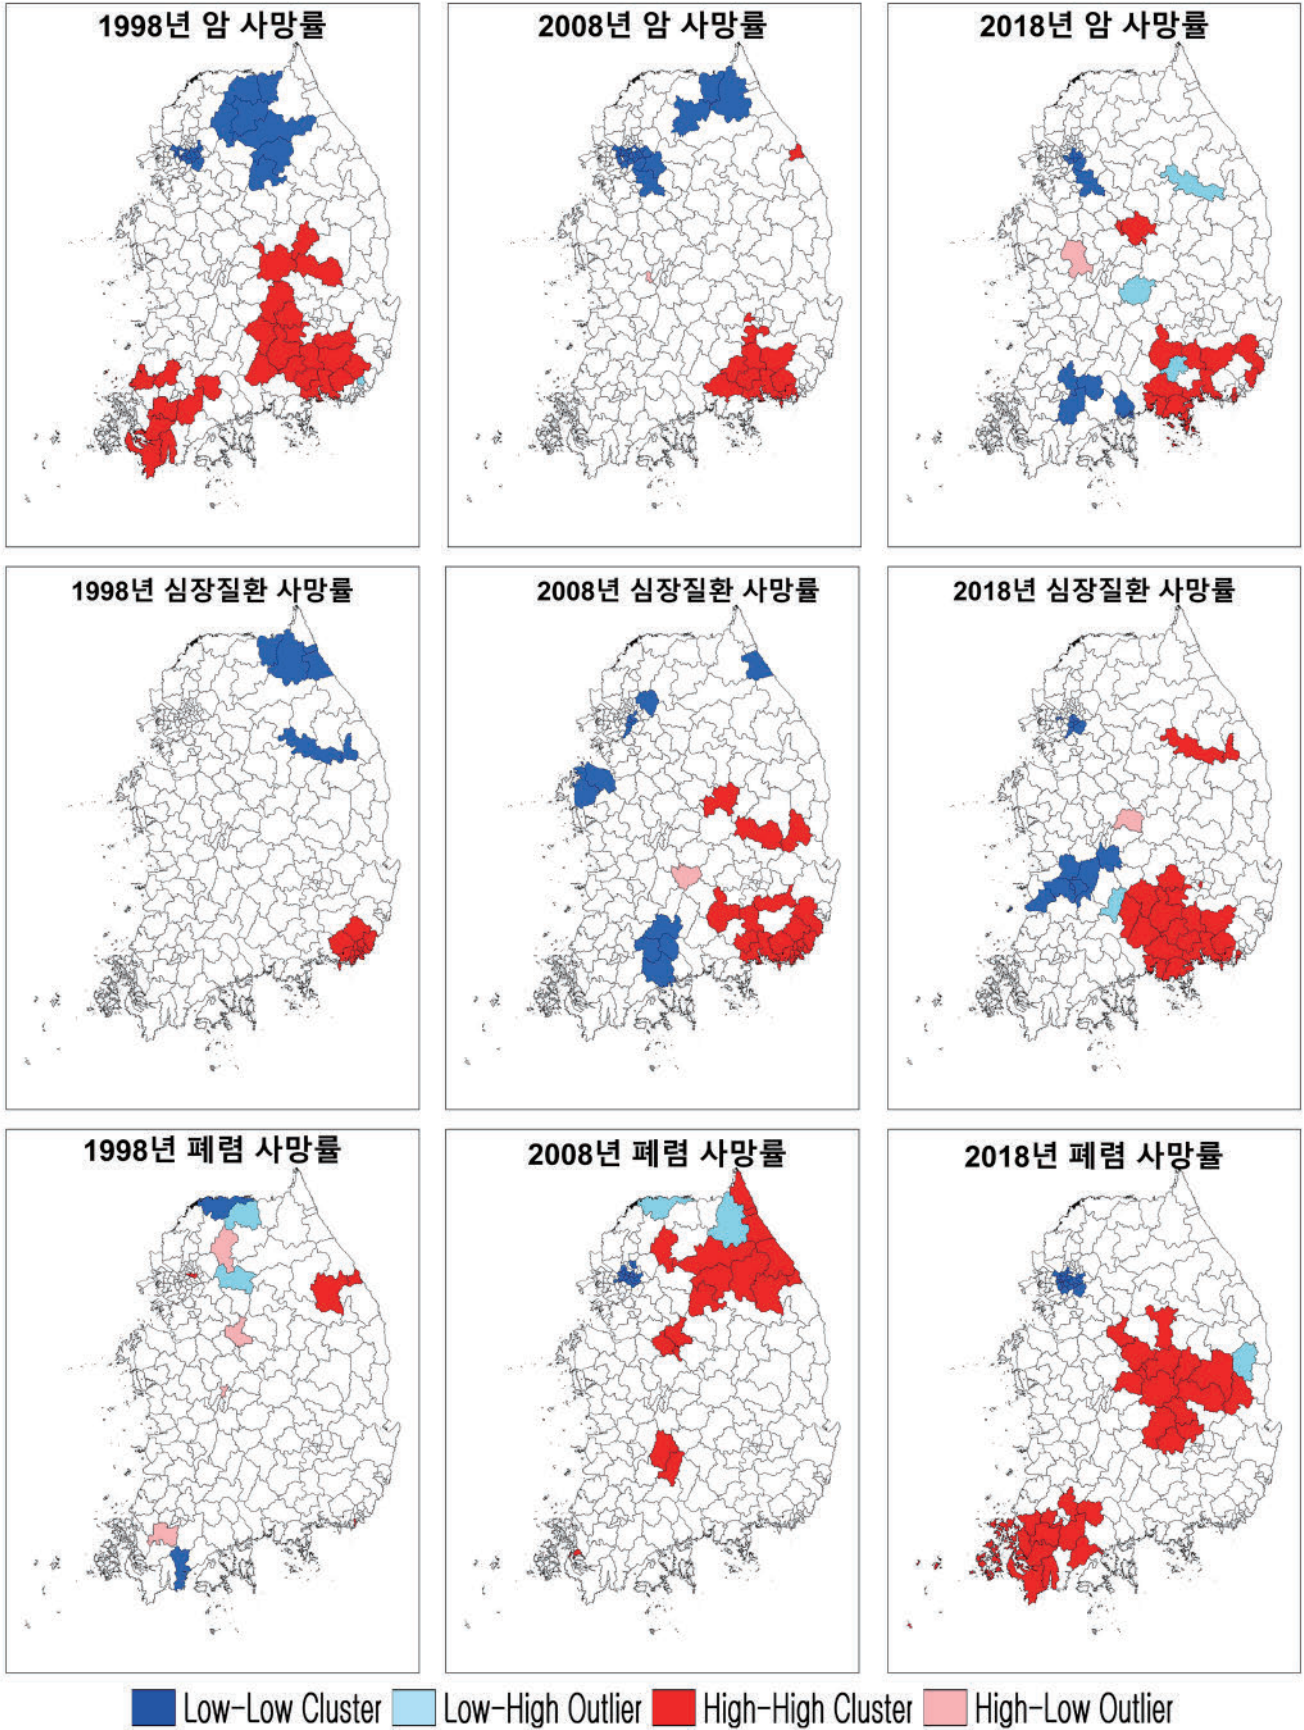 1998년 암 사망률
2008년 암 사망률
2018년 암 사망률
1998년 심장질환 사망률
2008년 심장질환 사망률
2018년 심장질환 사망률
1998년 폐렴 사망률
2008년 폐렴 사망률
2018년 폐렴 사망률
Low-Low Cluster Low-High Outlier High-High Cluster High-Low Outlier